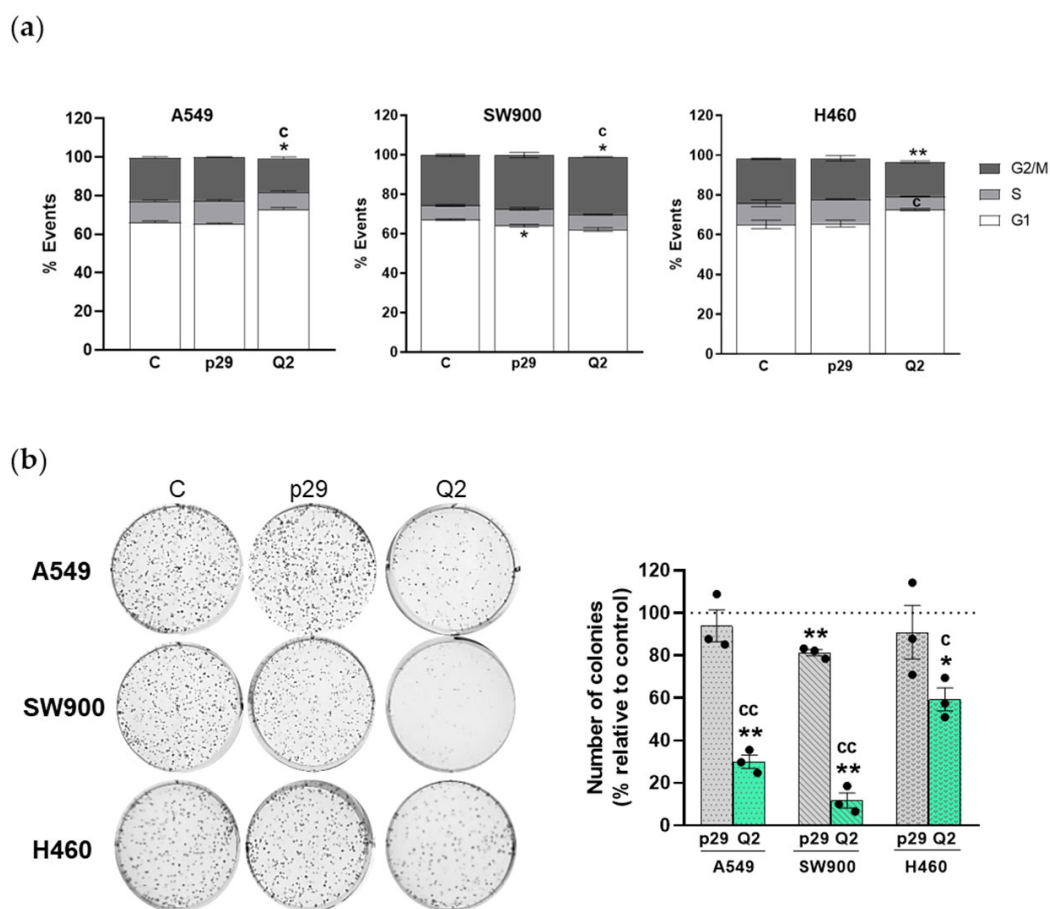 (a)
A549
SW900
H460
% Events
120
100
80
60
40
20
0
c
*
C p29 Q2
% Events
120
100
80
60
40
20
0
c
*
*
C p29 Q2
% Events
120
100
80
60
40
20
0
**
c
C p29 Q2
G2/M
S
G1
(b)
C p29 Q2
A549
SW900
H460
Number of colonies
(% relative to control)
120
100
80
60
40
20
0
cc
**
**
cc
**
c
*
p29 Q2 p29 Q2 p29 Q2
A549 SW900 H460